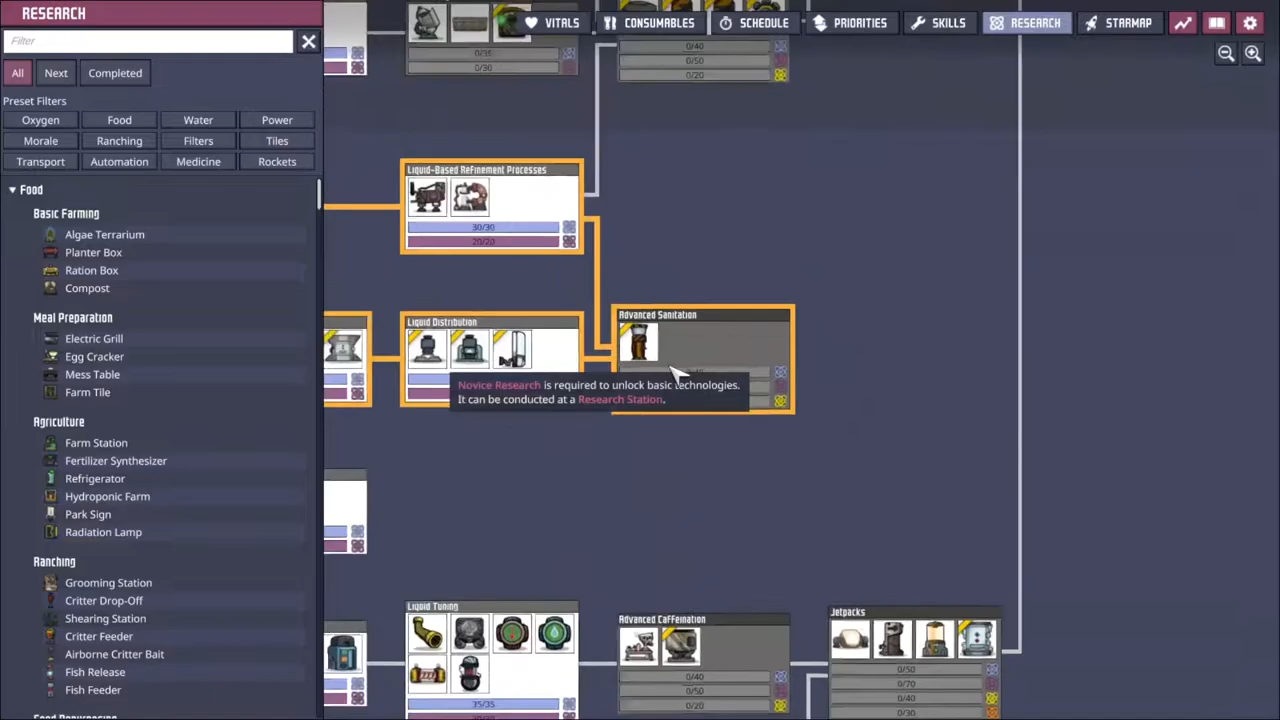 RESEARCH
VITALS
CONSUMABLES
SCHEDULE
PRIORITIES
SKILLS
RESEARCH
STARMAP
Filter
All
Next
Completed
Preset Filters
Oxygen
Food
Water
Power
Morale
Ranching
Filters
Tiles
Transport
Automation
Medicine
Rockets
Food
Basic Farming
Algae Terrarium
Planter Box
Ration Box
Compost
Meal Preparation
Electric Grill
Egg Cracker
Mess Table
Farm Tile
Agriculture
Farm Station
Fertilizer Synthesizer
Refrigerator
Hydroponic Farm
Park Sign
Radiation Lamp
Ranching
Grooming Station
Critter Drop-Off
Shearing Station
Critter Feeder
Airborne Critter Bait
Fish Release
Fish Feeder
0/35
0/30
0/40
0/50
0/20
Liquid-Based Refinement Processes
30/30
20/20
Liquid Distribution
Advanced Sanitation
Novice Research is required to unlock basic technologies.
It can be conducted at a Research Station.
Liquid Tuning
35/35
Advanced Caffeination
0/40
0/50
0/20
Jetpacks
0/50
0/70
0/40
0/30